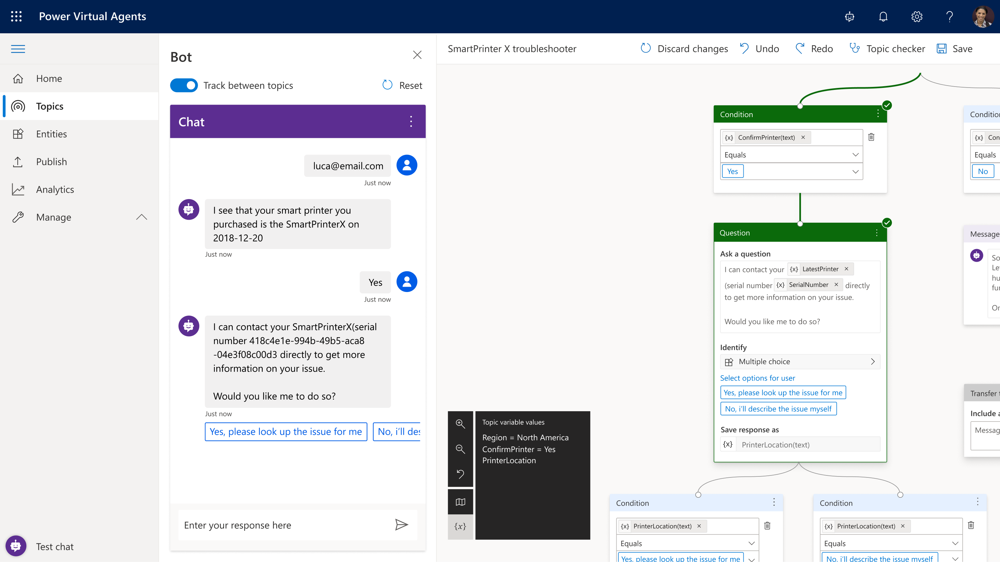 Power Virtual Agents
Home
Topics
Entities
Publish
Analytics
Manage
Test chat
Bot
Track between topics
Reset
Chat
luca@email.com
Just now
I see that your smart printer you
purchased is the SmartPrinterX on
2018-12-20
Just now
Yes
Just now
I can contact your SmartPrinterX(serial
number 418c4e1e-994b-49b5-aca8
-04e3f08c00d3 directly to get more
information on your issue.
Would you like me to do so?
Just now
Yes, please look up the issue for me
No, i'll des
Enter your response here
SmartPrinter X troubleshooter
Discard changes
Undo
Redo
Topic checker
Save
Condition
{x} ConfirmPrinter(text)
Equals
Yes
Question
Ask a question
I can contact your {x} LatestPrinter
(serial number {x} SerialNumber directly
to get more information on your issue.
Would you like me to do so?
Identify
Multiple choice
Select options for user
Yes, please look up the issue for me
No, i'll describe the issue myself
Save response as
{x} PrinterLocation(text)
Topic variable values
Region = North America
ConfirmPrinter = Yes
PrinterLocation
{x}
Condition
{x} PrinterLocation(text)
Equals
Yes, please look up the issue for me
Condition
{x} PrinterLocation(text)
Equals
No, i'll describe the issue myself
Condition
{x} Con
Equals
No
Message
So
Le
hu
fur
Or
Transfer
Include a
Messag